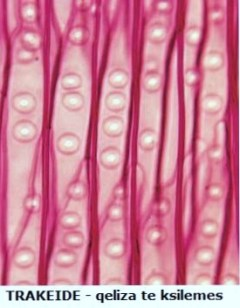 TRAKEIDE - qeliza te ksilemes